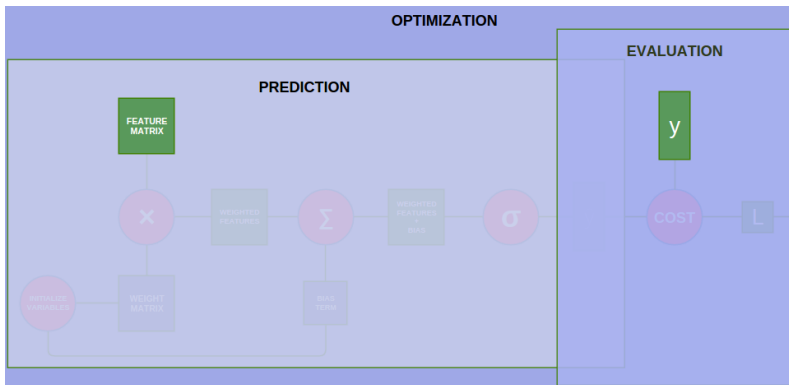 OPTIMIZATION
EVALUATION
PREDICTION
FEATURE
MATRIX
y
×
WEIGHTED
FEATURES
Σ
WEIGHTED
FEATURES
+
BIAS
σ
COST
L
INITIALIZE
VARIABLES
WEIGHT
MATRIX
BIAS
TERM